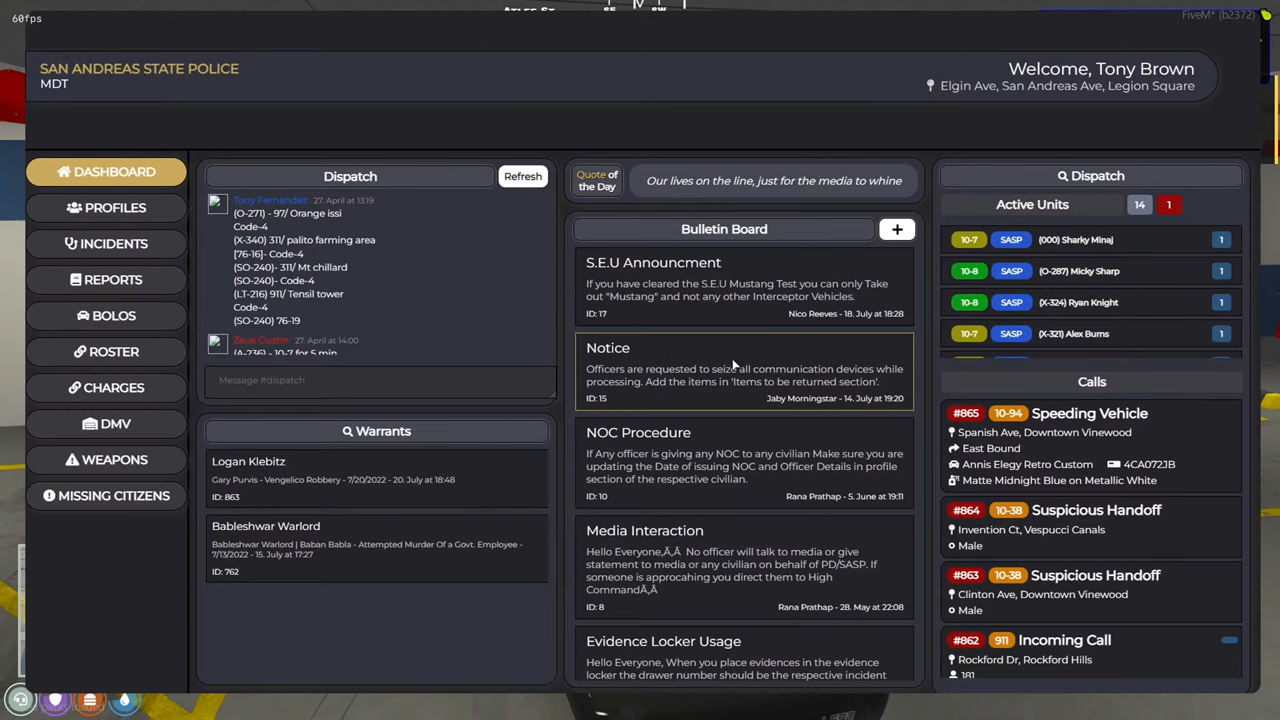 60fps
SE
SW
FiveM* (b2372)
SAN ANDREAS STATE POLICE
MDT
Welcome, Tony Brown
Elgin Ave, San Andreas Ave, Legion Square
DASHBOARD
PROFILES
INCIDENTS
REPORTS
BOLOS
ROSTER
CHARGES
DMV
WEAPONS
MISSING CITIZENS
Dispatch
Refresh
Tony Fernandez 27. April at 13:19
(O-271) - 97/ Orange issi
Code-4
(X-340) 311/ palito farming area
[76-16]- Code-4
(SO-240)- 311/ Mt chillard
(SO-240)- Code-4
(LT-216) 911/ Tensil tower
Code-4
(SO-240) 76-19
Zeus Gustin 27. April at 14:00
(A-236) - 10-7 for 5 min
Message #dispatch
Warrants
Logan Klebitz
Gary Purvis - Vengelico Robbery - 7/20/2022 - 20. July at 18:48
ID: 863
Bableshwar Warlord
Bableshwar Warlord | Baban Babla - Attempted Murder Of a Govt. Employee -
7/13/2022 - 15. July at 17:27
ID: 762
Quote of
the Day
Our lives on the line, just for the media to whine
Bulletin Board
+
S.E.U Announcment
If you have cleared the S.E.U Mustang Test you can only Take
out "Mustang" and not any other Interceptor Vehicles.
ID: 17 Nico Reeves - 18. July at 18:28
Notice
Officers are requested to seize all communication devices while
processing. Add the items in 'Items to be returned section'.
ID: 15 Jaby Morningstar - 14. July at 19:20
NOC Procedure
If Any officer is giving any NOC to any civilian Make sure you are
updating the Date of issuing NOC and Officer Details in profile
section of the respective civilian.
ID: 10 Rana Prathap - 5. June at 19:11
Media Interaction
Hello Everyone,Ã,Â  No officer will talk to media or give
statement to media or any civilian on behalf of PD/SASP. If
someone is approcahing you direct them to High
CommandÃ,Â
ID: 8 Rana Prathap - 28. May at 22:08
Evidence Locker Usage
Hello Everyone, When you place evidences in the evidence
locker the drawer number should be the respective incident
Dispatch
Active Units 14 1
10-7 SASP (000) Sharky Minaj 1
10-8 SASP (O-287) Micky Sharp 1
10-8 SASP (X-324) Ryan Knight 1
10-7 SASP (X-321) Alex Burns 1
Calls
#865 10-94 Speeding Vehicle
Spanish Ave, Downtown Vinewood
East Bound
Annis Elegy Retro Custom 4CA072JB
Matte Midnight Blue on Metallic White
#864 10-38 Suspicious Handoff
Invention Ct, Vespucci Canals
Male
#863 10-38 Suspicious Handoff
Clinton Ave, Downtown Vinewood
Male
#862 911 Incoming Call
Rockford Dr, Rockford Hills
181